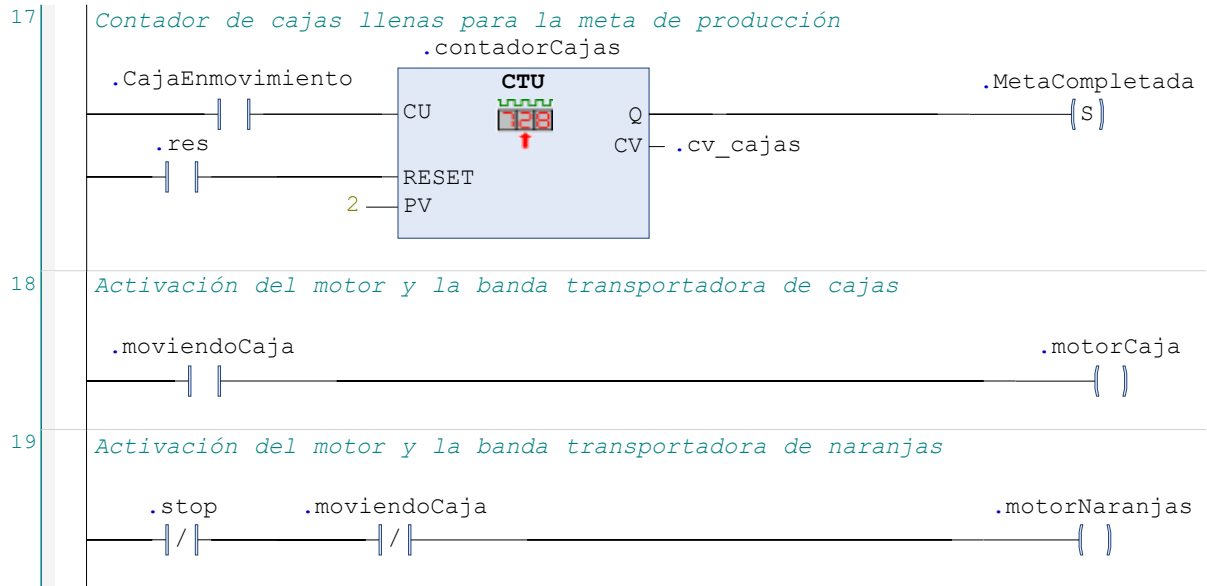 17 Contador de cajas llenas para la meta de producción
.contadorCajas
.CajaEnmovimiento CTU .MetaCompletada
728
CU Q S
.res CV .cv_cajas
RESET
2 PV
18 Activación del motor y la banda transportadora de cajas
.moviendoCaja .motorCaja
19 Activación del motor y la banda transportadora de naranjas
.stop .moviendoCaja .motorNaranjas
/ /